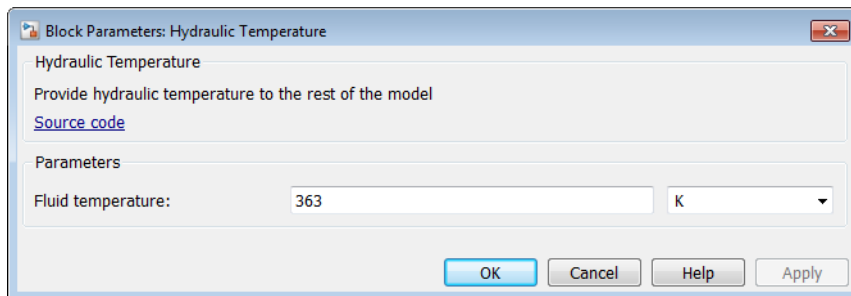 Block Parameters: Hydraulic Temperature
Hydraulic Temperature
Provide hydraulic temperature to the rest of the model
Source code
Parameters
Fluid temperature: 363 K
OK Cancel Help Apply